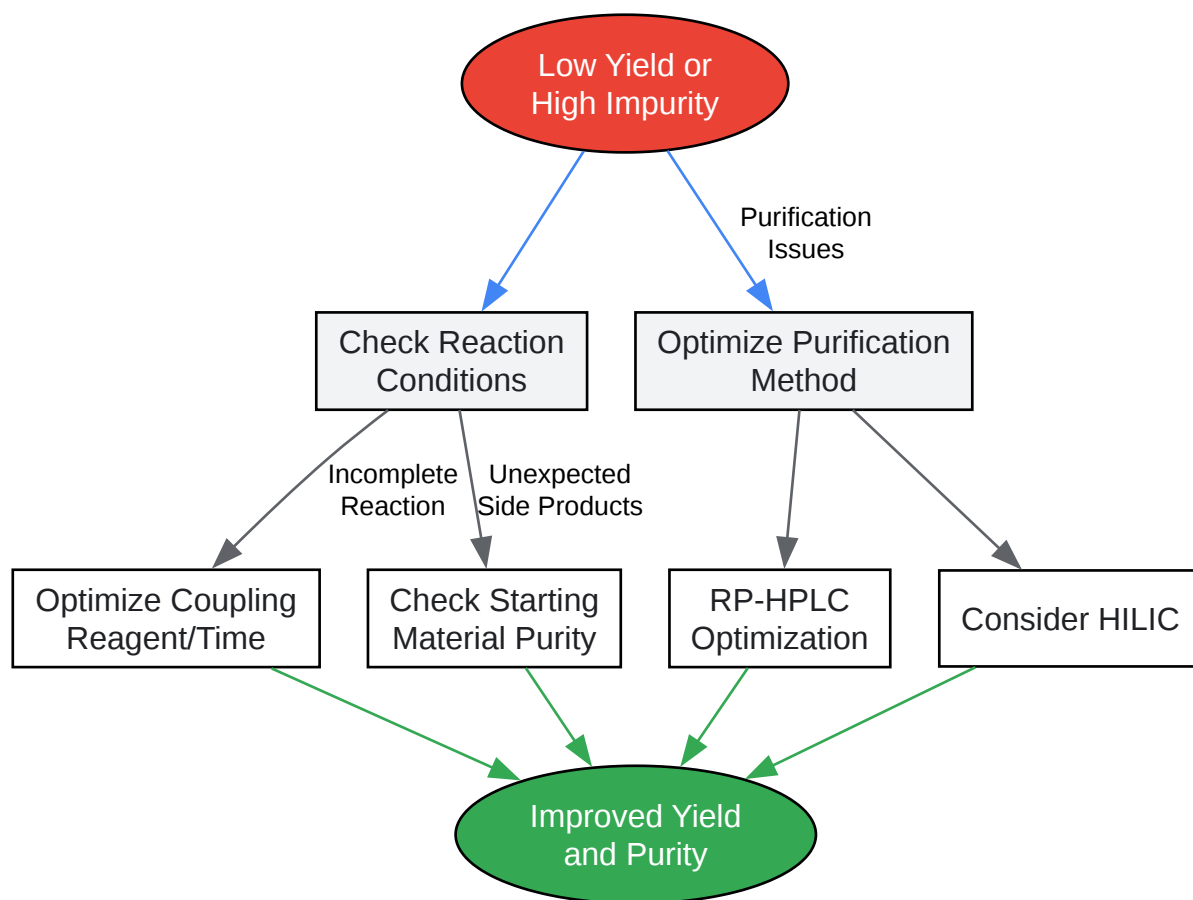 Low Yield or
High Impurity
Purification
Issues
Check Reaction
Conditions
Optimize Purification
Method
Incomplete
Reaction
Unexpected
Side Products
Optimize Coupling
Reagent/Time
Check Starting
Material Purity
RP-HPLC
Optimization
Consider HILIC
Improved Yield
and Purity